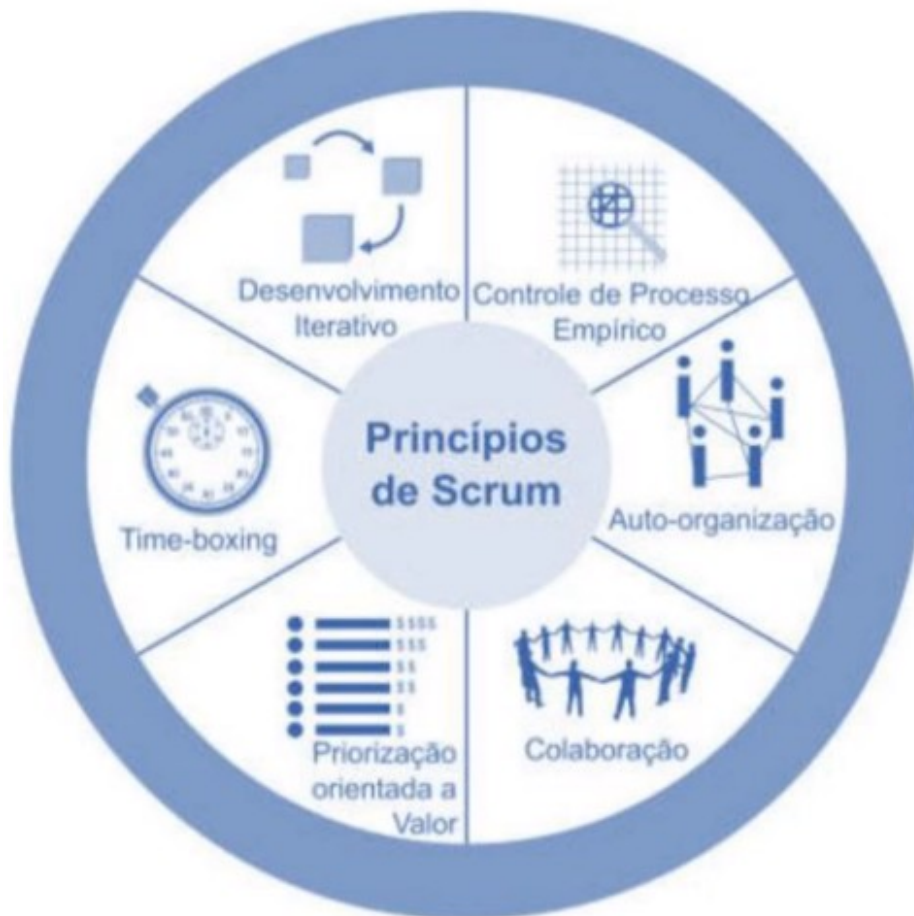 Desenvolvimento
Iterativo
Controle de Processo
Empírico
Princípios
de Scrum
Time-boxing
Auto-organização
$$$$
$$$
$$
$$
$
$
Priorização
orientada a
Valor
Colaboração